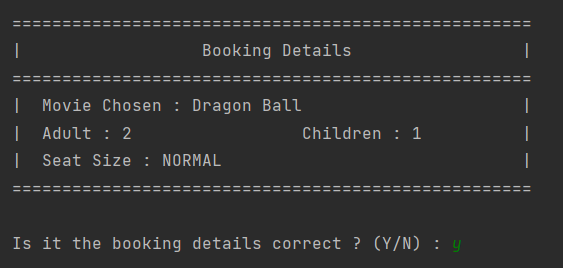 ====================================================
|                  Booking Details                 |
====================================================
|  Movie Chosen : Dragon Ball                      |
|  Adult : 2                 Children : 1          |
|  Seat Size : NORMAL                              |
====================================================
Is it the booking details correct ? (Y/N) : y